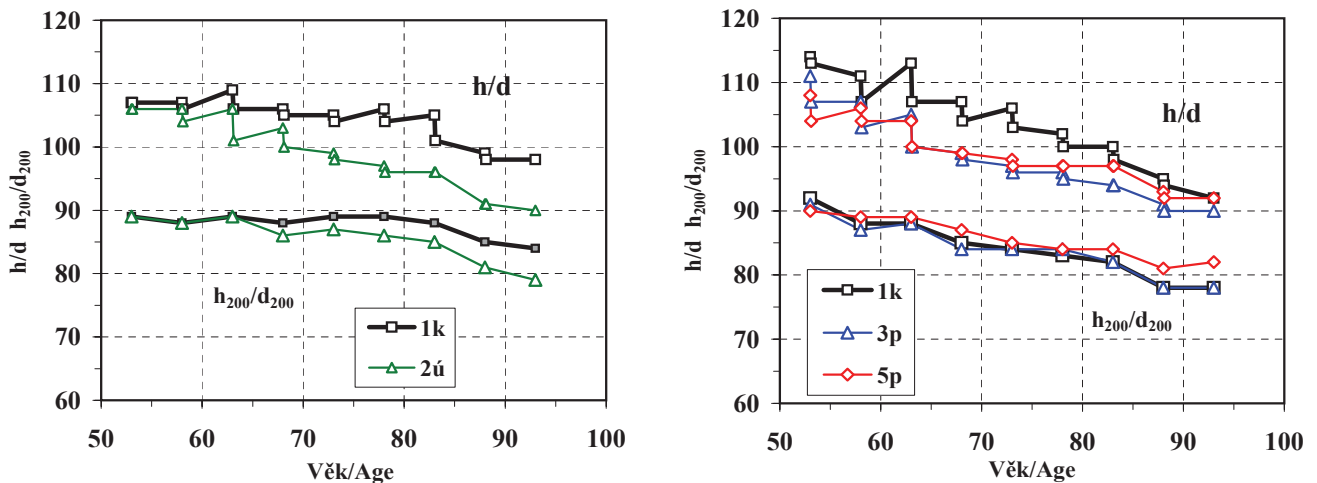 120
110
100
90
80
70
60
h/d h₂₀₀/d₂₀₀
h/d
h₂₀₀/d₂₀₀
1k
2ú
50 60 70 80 90 100
Věk/Age
120
110
100
90
80
70
60
h/d h₂₀₀/d₂₀₀
h/d
h₂₀₀/d₂₀₀
1k
3p
5p
50 60 70 80 90 100
Věk/Age